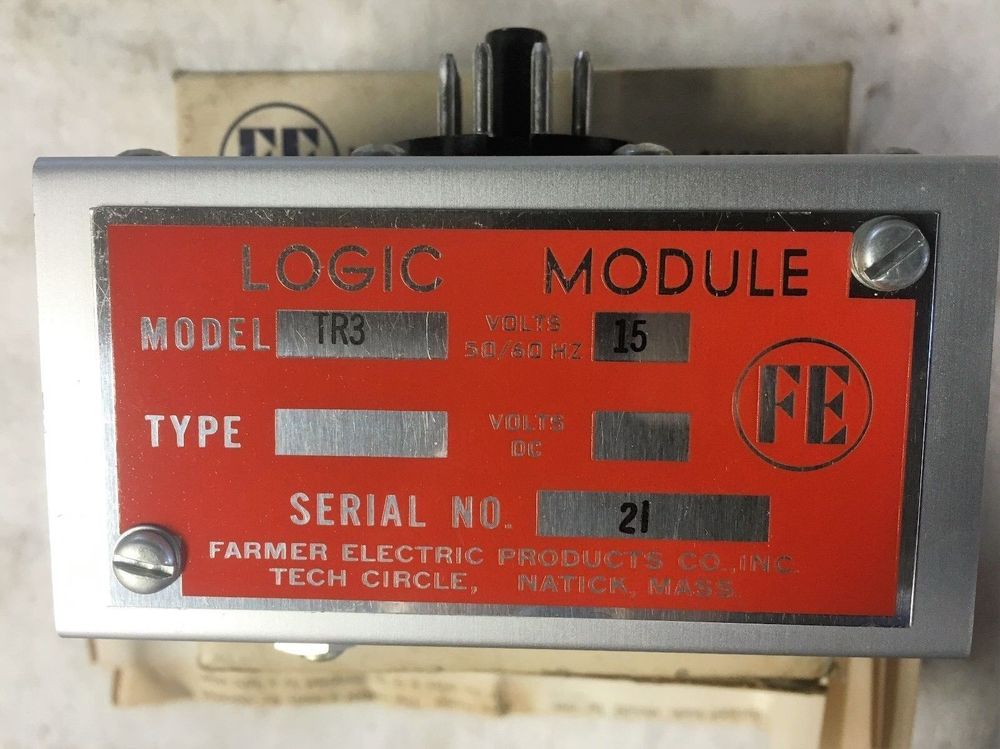 FE
LOGIC MODULE
MODEL TR3 VOLTS 50/60 HZ 15
FE
TYPE VOLTS DC
SERIAL NO. 21
FARMER ELECTRIC PRODUCTS CO., INC.
TECH CIRCLE, NATICK, MASS.